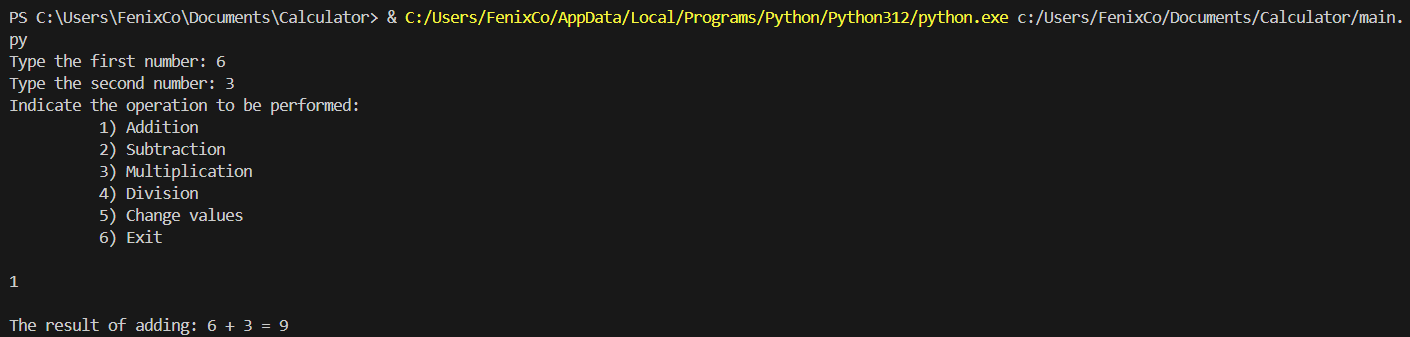 PS C:\Users\FenixCo\Documents\Calculator> & C:/Users/FenixCo/AppData/Local/Programs/Python/Python312/python.exe c:/Users/FenixCo/Documents/Calculator/main.
py
Type the first number: 6
Type the second number: 3
Indicate the operation to be performed:
1) Addition
2) Subtraction
3) Multiplication
4) Division
5) Change values
6) Exit
1
The result of adding: 6 + 3 = 9